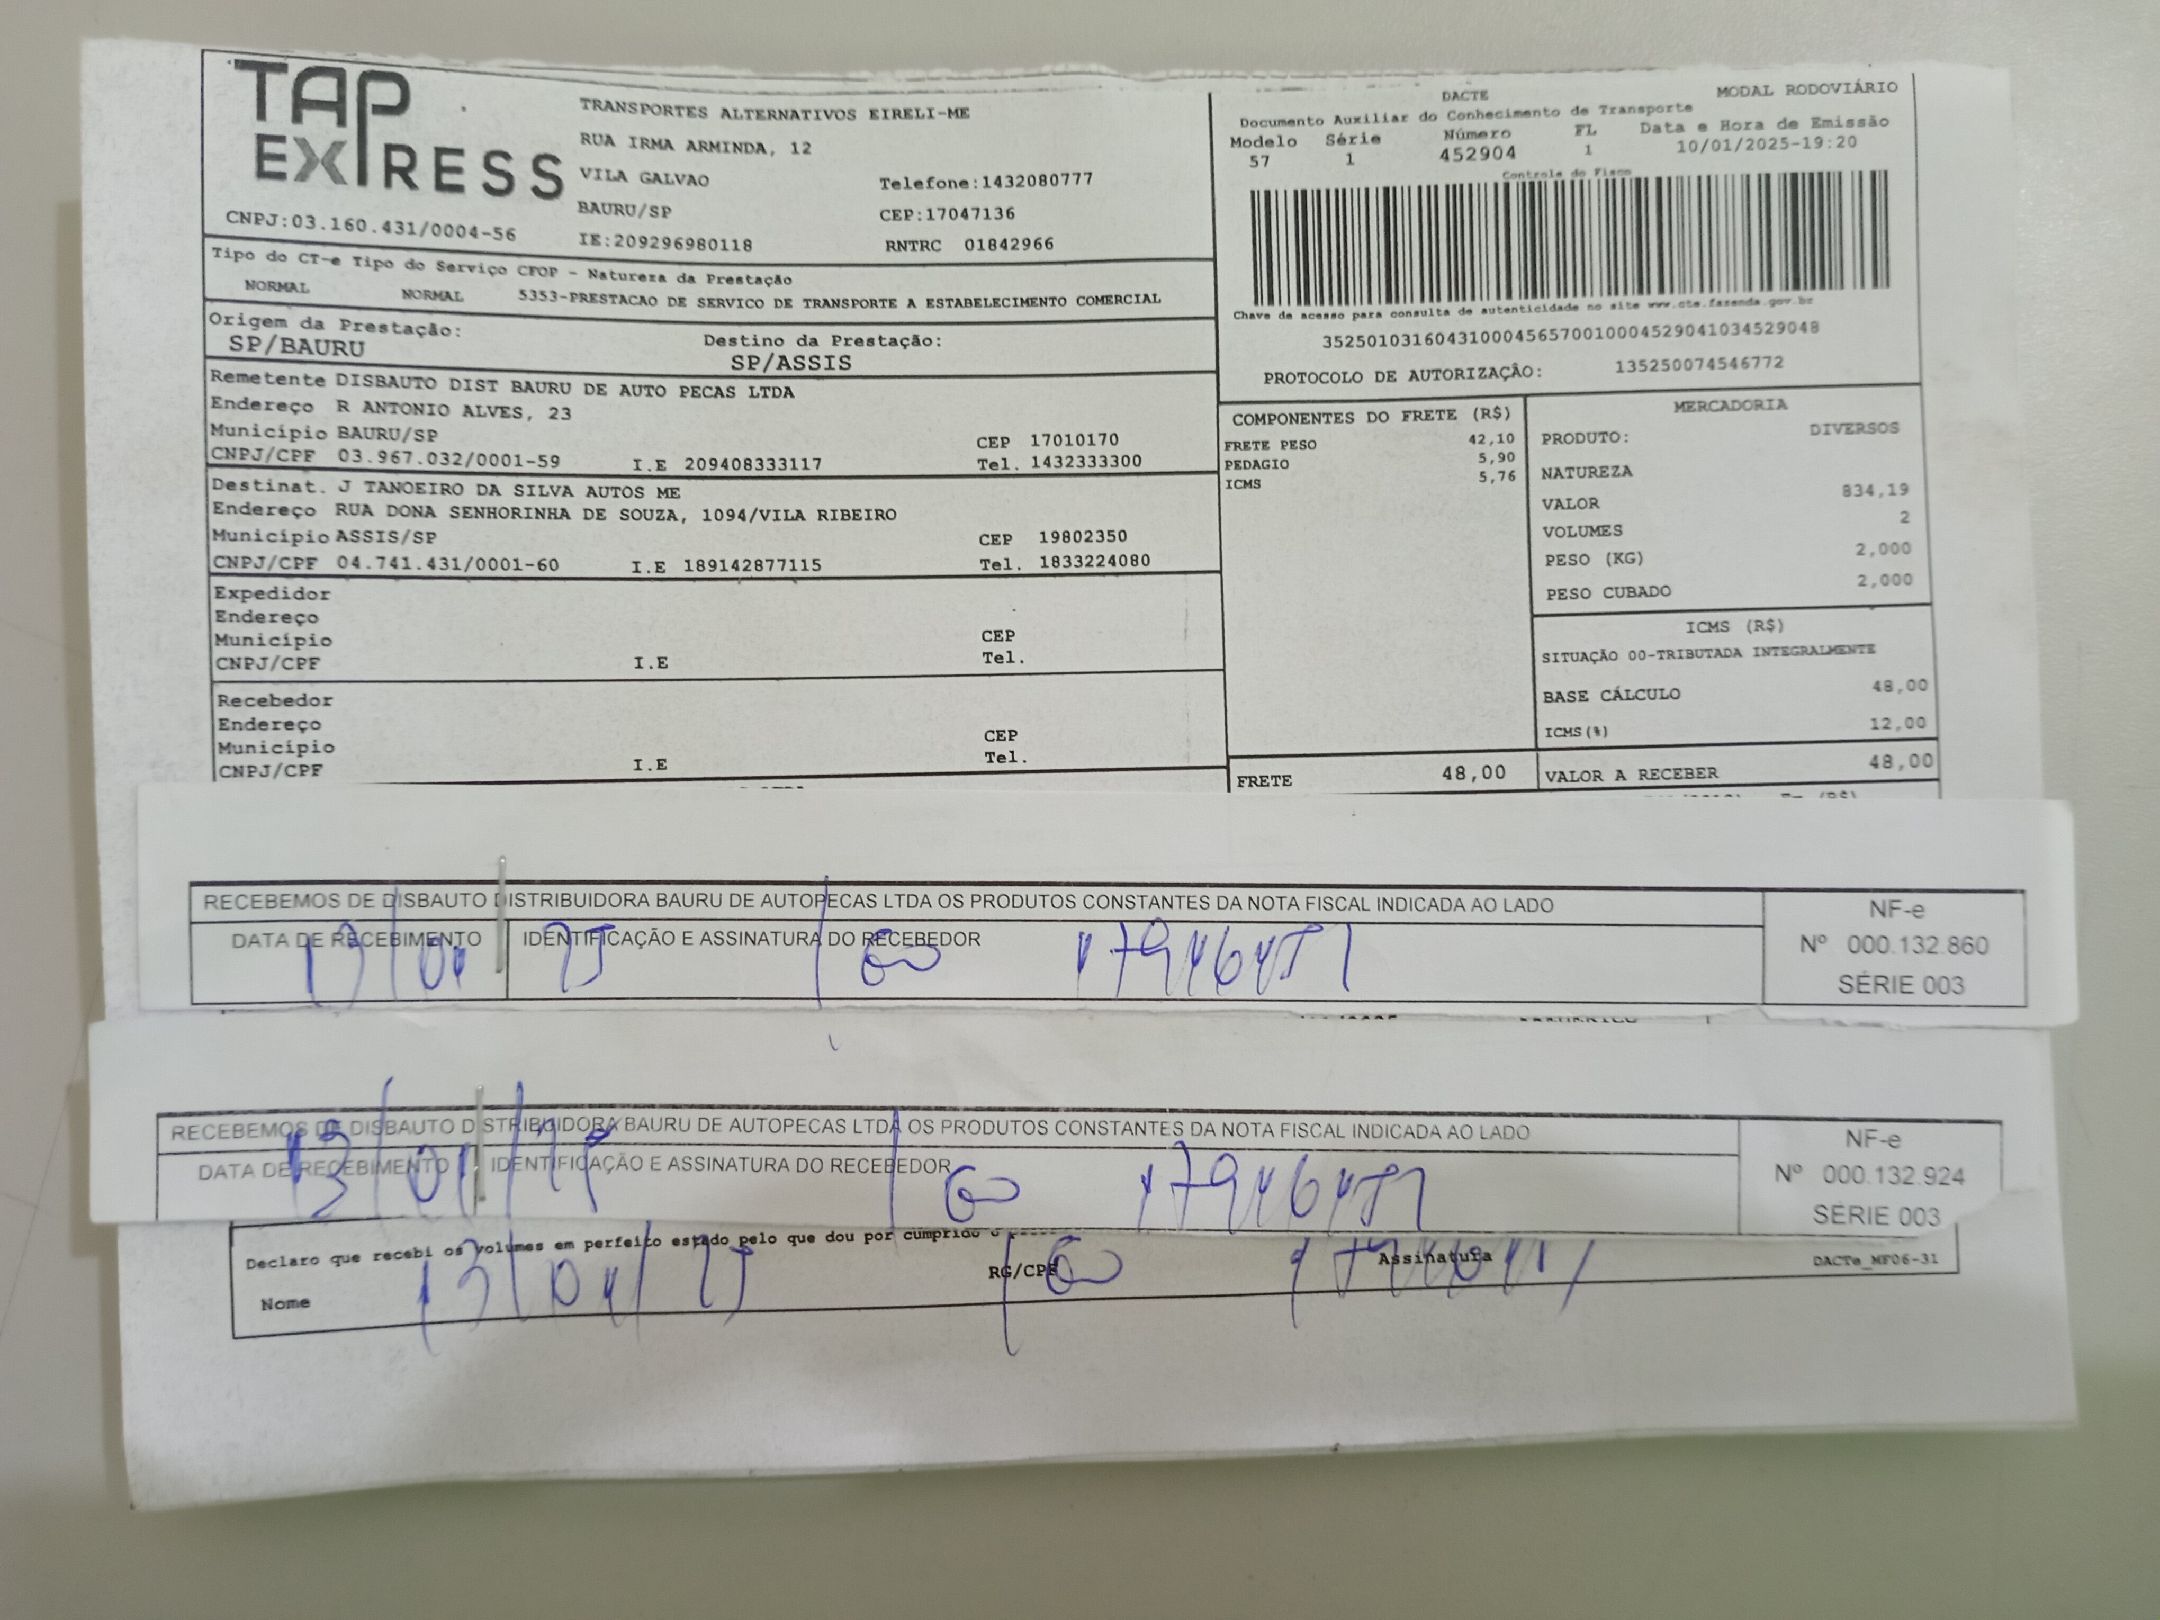 TAP EXPRESS
CNPJ:03.160.431/0004-56
TRANSPORTES ALTERNATIVOS EIRELI-ME
RUA IRMA ARMINDA, 12
VILA GALVAO Telefone:1432080777
BAURU/SP CEP:17047136
IE:209296980118 RNTRC 01842966
DACTE MODAL RODOVIÁRIO
Documento Auxiliar do Conhecimento de Transporte
Modelo Série Número FL Data e Hora de Emissão
57 1 452904 1 10/01/2025-19:20
Controle do Fisco
Chave de acesso para consulta de autenticidade no site www.cte.fazenda.gov.br
35250103160431000456570010004529041034529048
PROTOCOLO DE AUTORIZAÇÃO: 135250074546772
Tipo do CT-e Tipo do Serviço CFOP - Natureza da Prestação
NORMAL NORMAL 5353-PRESTACAO DE SERVICO DE TRANSPORTE A ESTABELECIMENTO COMERCIAL
Origem da Prestação: Destino da Prestação:
SP/BAURU SP/ASSIS
Remetente DISBAUTO DIST BAURU DE AUTO PECAS LTDA
Endereço R ANTONIO ALVES, 23
Município BAURU/SP CEP 17010170
CNPJ/CPF 03.967.032/0001-59 I.E 209408333117 Tel. 1432333300
Destinat. J TANOEIRO DA SILVA AUTOS ME
Endereço RUA DONA SENHORINHA DE SOUZA, 1094/VILA RIBEIRO
Município ASSIS/SP CEP 19802350
CNPJ/CPF 04.741.431/0001-60 I.E 189142877115 Tel. 1833224080
Expedidor
Endereço
Município CEP
CNPJ/CPF I.E Tel.
Recebedor
Endereço
Município CEP
CNPJ/CPF I.E Tel.
COMPONENTES DO FRETE (R$)
FRETE PESO 42,10
PEDAGIO 5,90
ICMS 5,76
FRETE 48,00
MERCADORIA
PRODUTO: DIVERSOS
NATUREZA
VALOR 834,19
VOLUMES 2
PESO (KG) 2,000
PESO CUBADO 2,000
ICMS (R$)
SITUAÇÃO 00-TRIBUTADA INTEGRALMENTE
BASE CÁLCULO 48,00
ICMS(%) 12,00
VALOR A RECEBER 48,00
RECEBEMOS DE DISBAUTO DISTRIBUIDORA BAURU DE AUTOPECAS LTDA OS PRODUTOS CONSTANTES DA NOTA FISCAL INDICADA AO LADO
DATA DE RECEBIMENTO IDENTIFICAÇÃO E ASSINATURA DO RECEBEDOR
13/01 25
NF-e
Nº 000.132.860
SÉRIE 003
RECEBEMOS DE DISBAUTO DISTRIBUIDORA BAURU DE AUTOPECAS LTDA OS PRODUTOS CONSTANTES DA NOTA FISCAL INDICADA AO LADO
DATA DE RECEBIMENTO IDENTIFICAÇÃO E ASSINATURA DO RECEBEDOR
13/01/25
NF-e
Nº 000.132.924
SÉRIE 003
Declaro que recebi os volumes em perfeito estado pelo que dou por cumprido o
Nome RG/CPF Assinatura DACTe_MF06-31
13/01/25